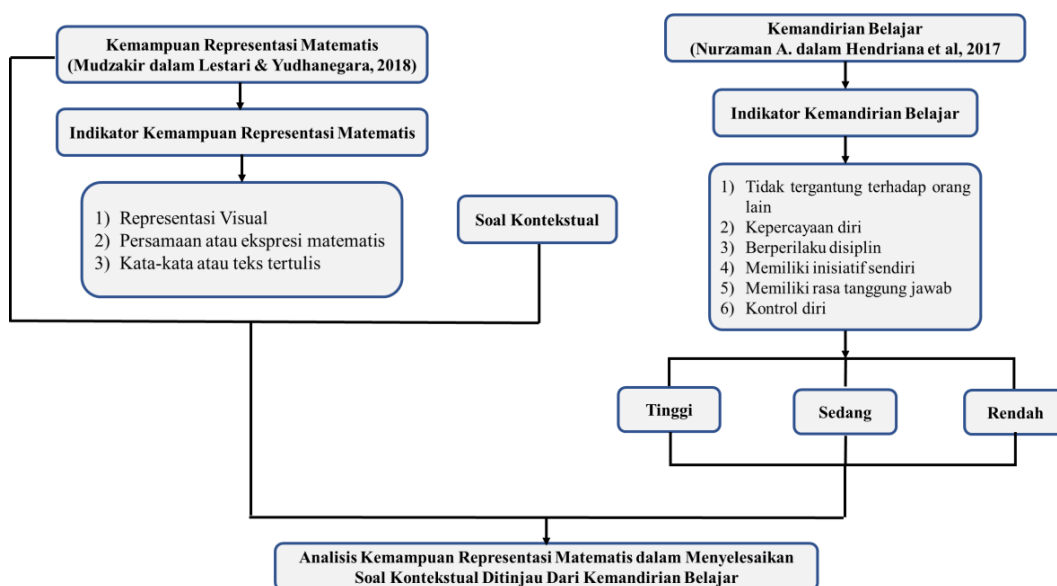 Kemampuan Representasi Matematis
(Mudzakir dalam Lestari & Yudhanegara, 2018)
Indikator Kemampuan Representasi Matematis
1) Representasi Visual
2) Persamaan atau ekspresi matematis
3) Kata-kata atau teks tertulis
Soal Kontekstual
Kemandirian Belajar
(Nurzaman A. dalam Hendriana et al, 2017
Indikator Kemandirian Belajar
1) Tidak tergantung terhadap orang
lain
2) Kepercayaan diri
3) Berperilaku disiplin
4) Memiliki inisiatif sendiri
5) Memiliki rasa tanggung jawab
6) Kontrol diri
Tinggi
Sedang
Rendah
Analisis Kemampuan Representasi Matematis dalam Menyelesaikan
Soal Kontekstual Ditinjau Dari Kemandirian Belajar